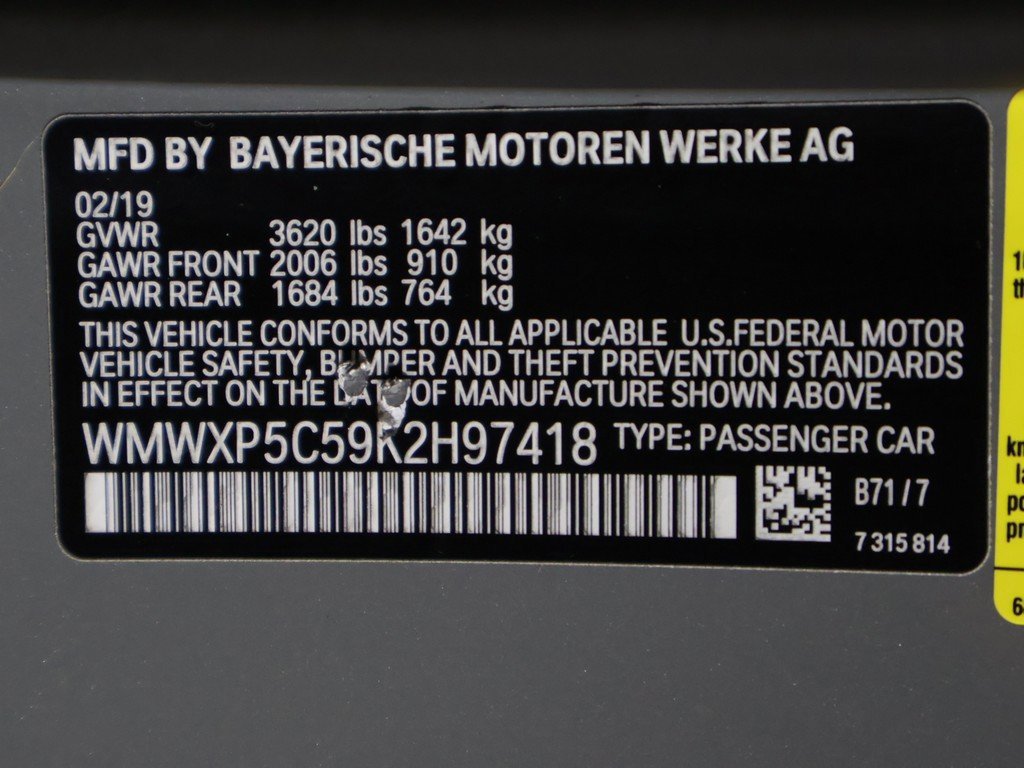 MFD BY BAYERISCHE MOTOREN WERKE AG
02/19
GVWR 3620 lbs 1642 kg
GAWR FRONT 2006 lbs 910 kg
GAWR REAR 1684 lbs 764 kg
THIS VEHICLE CONFORMS TO ALL APPLICABLE U.S.FEDERAL MOTOR
VEHICLE SAFETY, BUMPER AND THEFT PREVENTION STANDARDS
IN EFFECT ON THE DATE OF MANUFACTURE SHOWN ABOVE.
WMWXP5C59K2H97418 TYPE: PASSENGER CAR
B71/7
7 315 814